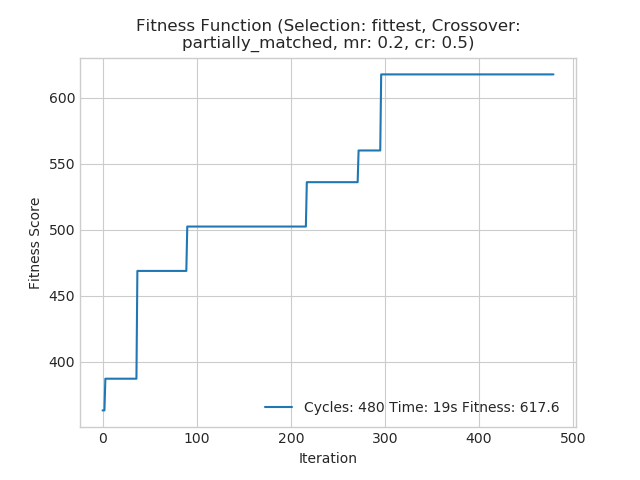 Fitness Function (Selection: fittest, Crossover:
partially_matched, mr: 0.2, cr: 0.5)
Fitness Score
600
550
500
450
400
Cycles: 480 Time: 19s Fitness: 617.6
0 100 200 300 400 500
Iteration